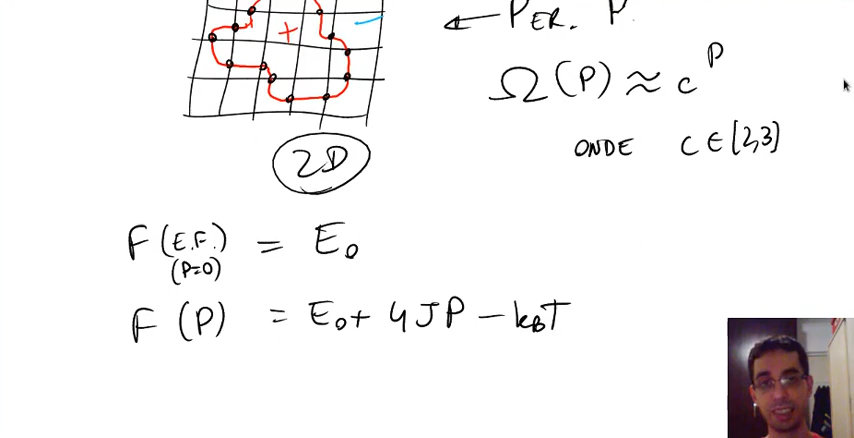 +
← PER. P
Ω(P) ≈ c^P
ONDE C ∈ [2,3]
2D
F(E.F.) = E₀
(P=0)
F(P) = E₀ + 4JP − k_BT